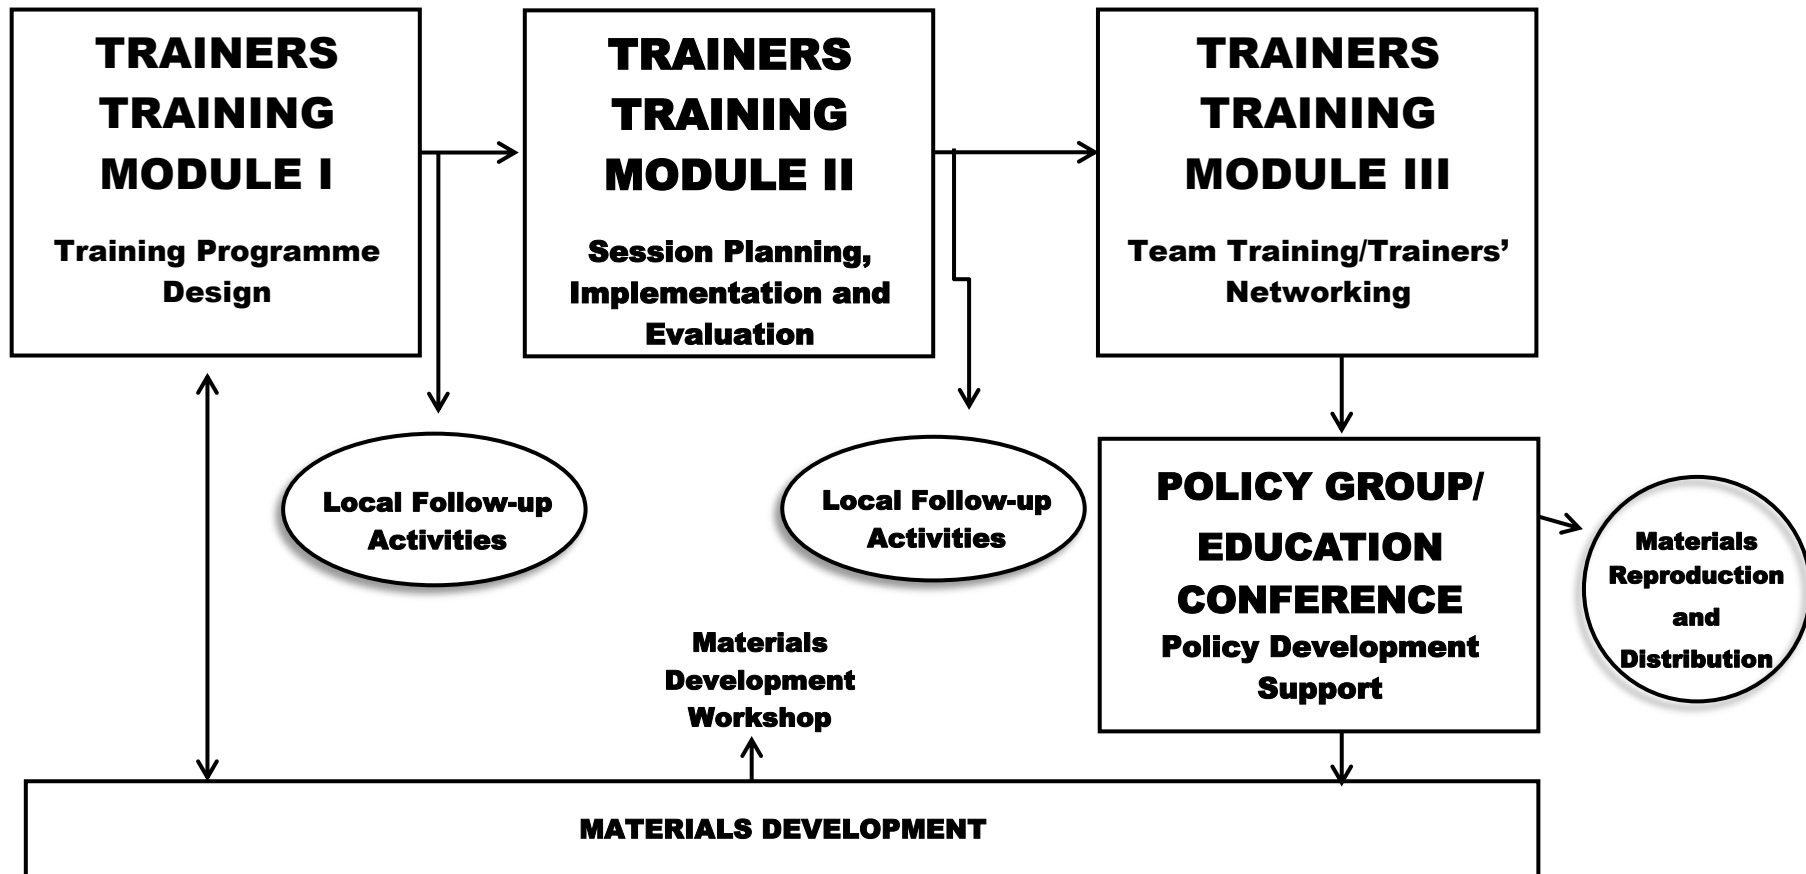 TRAINERS
TRAINING
MODULE I
Training Programme
Design
TRAINERS
TRAINING
MODULE II
Session Planning,
Implementation and
Evaluation
TRAINERS
TRAINING
MODULE III
Team Training/Trainers’
Networking
Local Follow-up
Activities
Local Follow-up
Activities
POLICY GROUP/
EDUCATION
CONFERENCE
Policy Development
Support
Materials
Reproduction
and
Distribution
Materials
Development
Workshop
MATERIALS DEVELOPMENT